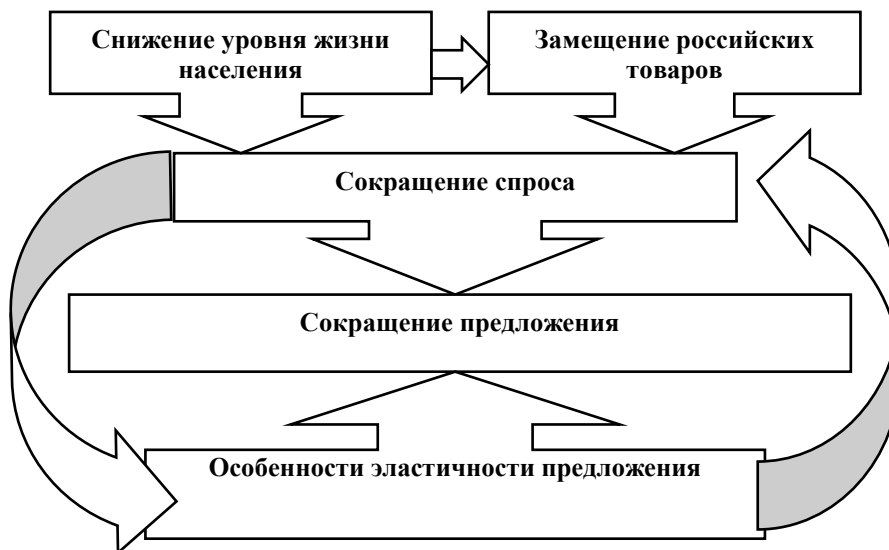 Снижение уровня жизни
населения
Замещение российских
товаров
Сокращение спроса
Сокращение предложения
Особенности эластичности предложения